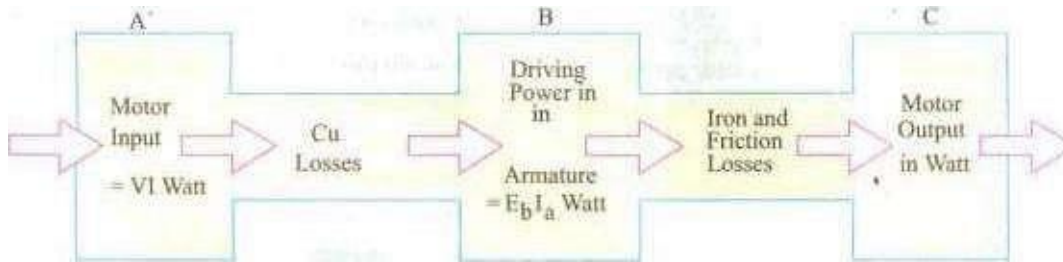 A
B
C
Motor
Input
= VI Watt
Cu
Losses
Driving
Power in
in
Armature
= EbIa Watt
Iron and
Friction
Losses
Motor
Output
in Watt